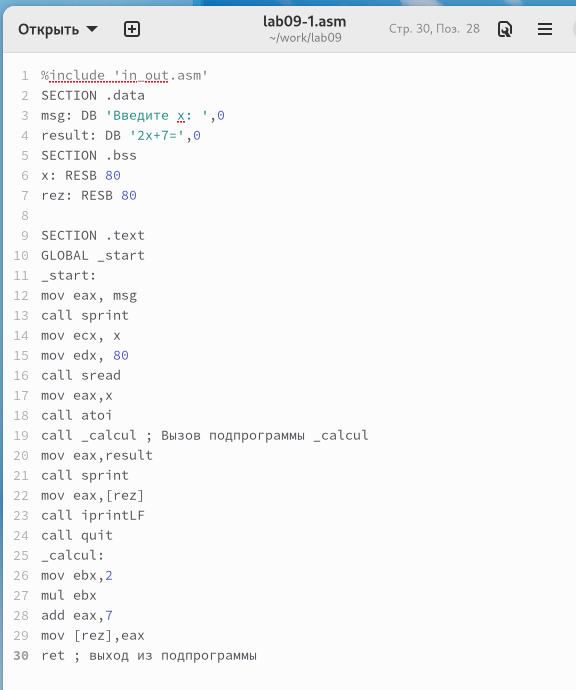 Открыть
lab09-1.asm
~/work/lab09
Стр. 30, Поз. 28
1 %include 'in_out.asm'
2 SECTION .data
3 msg: DB 'Введите x: ',0
4 result: DB '2x+7=',0
5 SECTION .bss
6 x: RESB 80
7 rez: RESB 80
8
9 SECTION .text
10 GLOBAL _start
11 _start:
12 mov eax, msg
13 call sprint
14 mov ecx, x
15 mov edx, 80
16 call sread
17 mov eax,x
18 call atoi
19 call _calcul ; Вызов подпрограммы _calcul
20 mov eax,result
21 call sprint
22 mov eax,[rez]
23 call iprintLF
24 call quit
25 _calcul:
26 mov ebx,2
27 mul ebx
28 add eax,7
29 mov [rez],eax
30 ret ; выход из подпрограммы